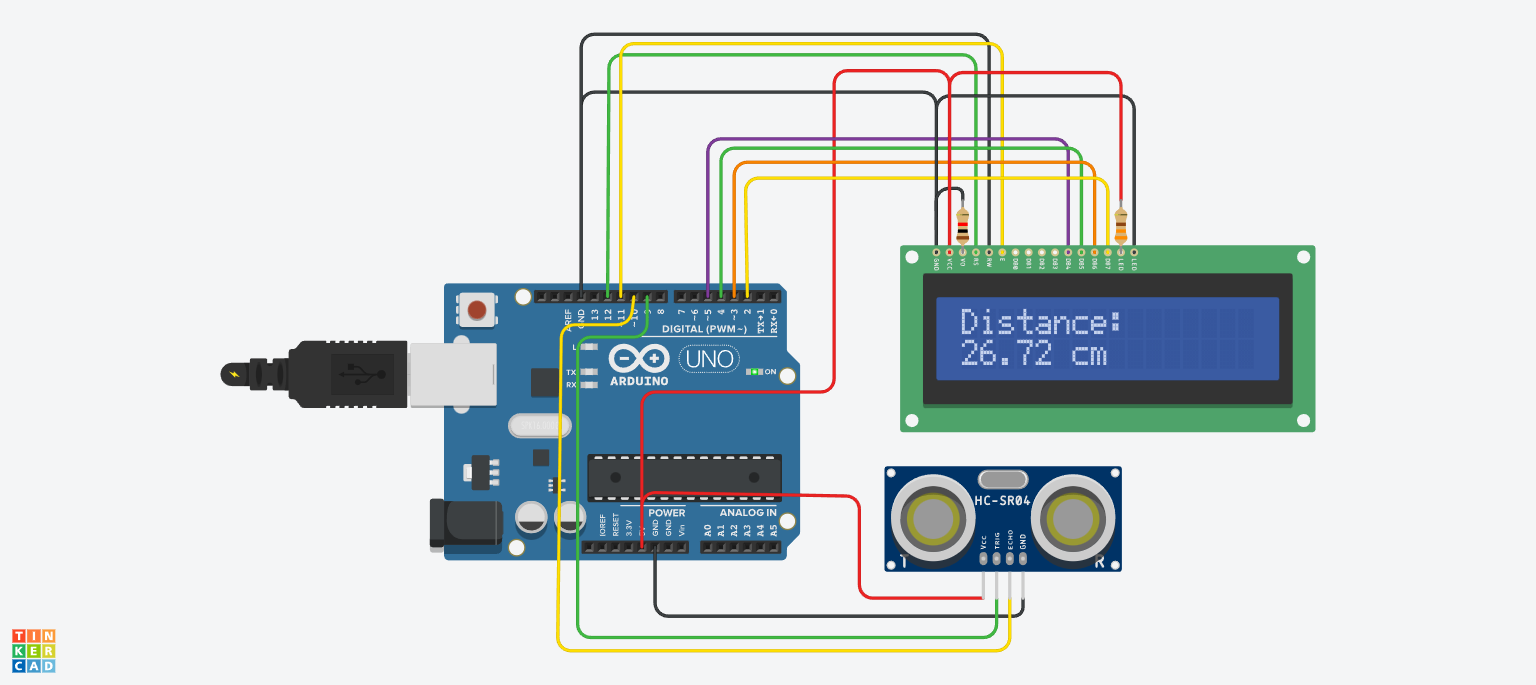 AREF
GND
13
12
~11
~10
9
8
7
6
~5
4
~3
2
TX→1
RX←0
DIGITAL (PWM~)
L
TX
RX
ARDUINO
UNO
ON
POWER
ANALOG IN
IOREF
RESET
3.3V
GND
GND
Vin
A0
A1
A2
A3
A4
A5
GND
VCC
V0
RS
RW
E
DB0
DB1
DB2
DB3
DB4
DB5
DB6
DB7
LED
LED
Distance:
26.72 cm
HC-SR04
Vcc
TRIG
ECHO
GND
T
R
TIN
KER
CAD